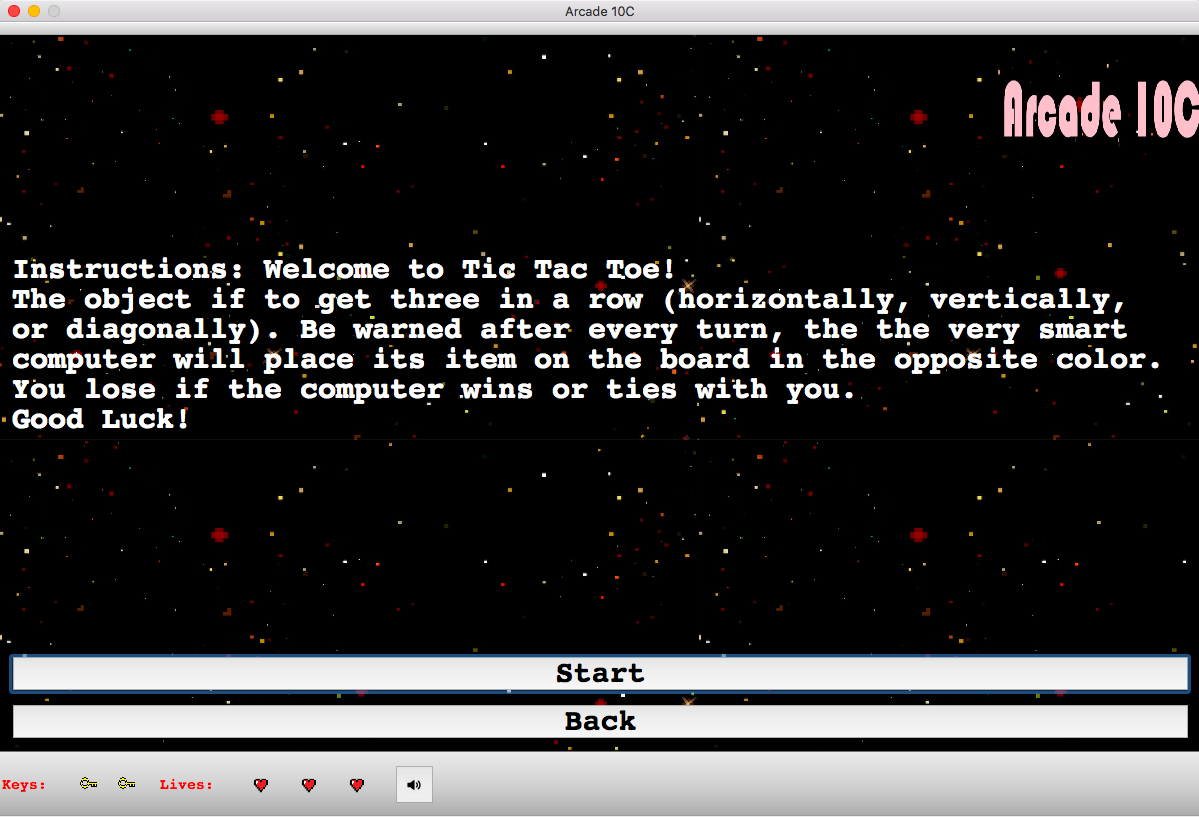 Arcade 10C
Arcade 10C
Instructions: Welcome to Tic Tac Toe!
The object if to get three in a row (horizontally, vertically,
or diagonally). Be warned after every turn, the the very smart
computer will place its item on the board in the opposite color.
You lose if the computer wins or ties with you.
Good Luck!
Start
Back
Keys: Lives: